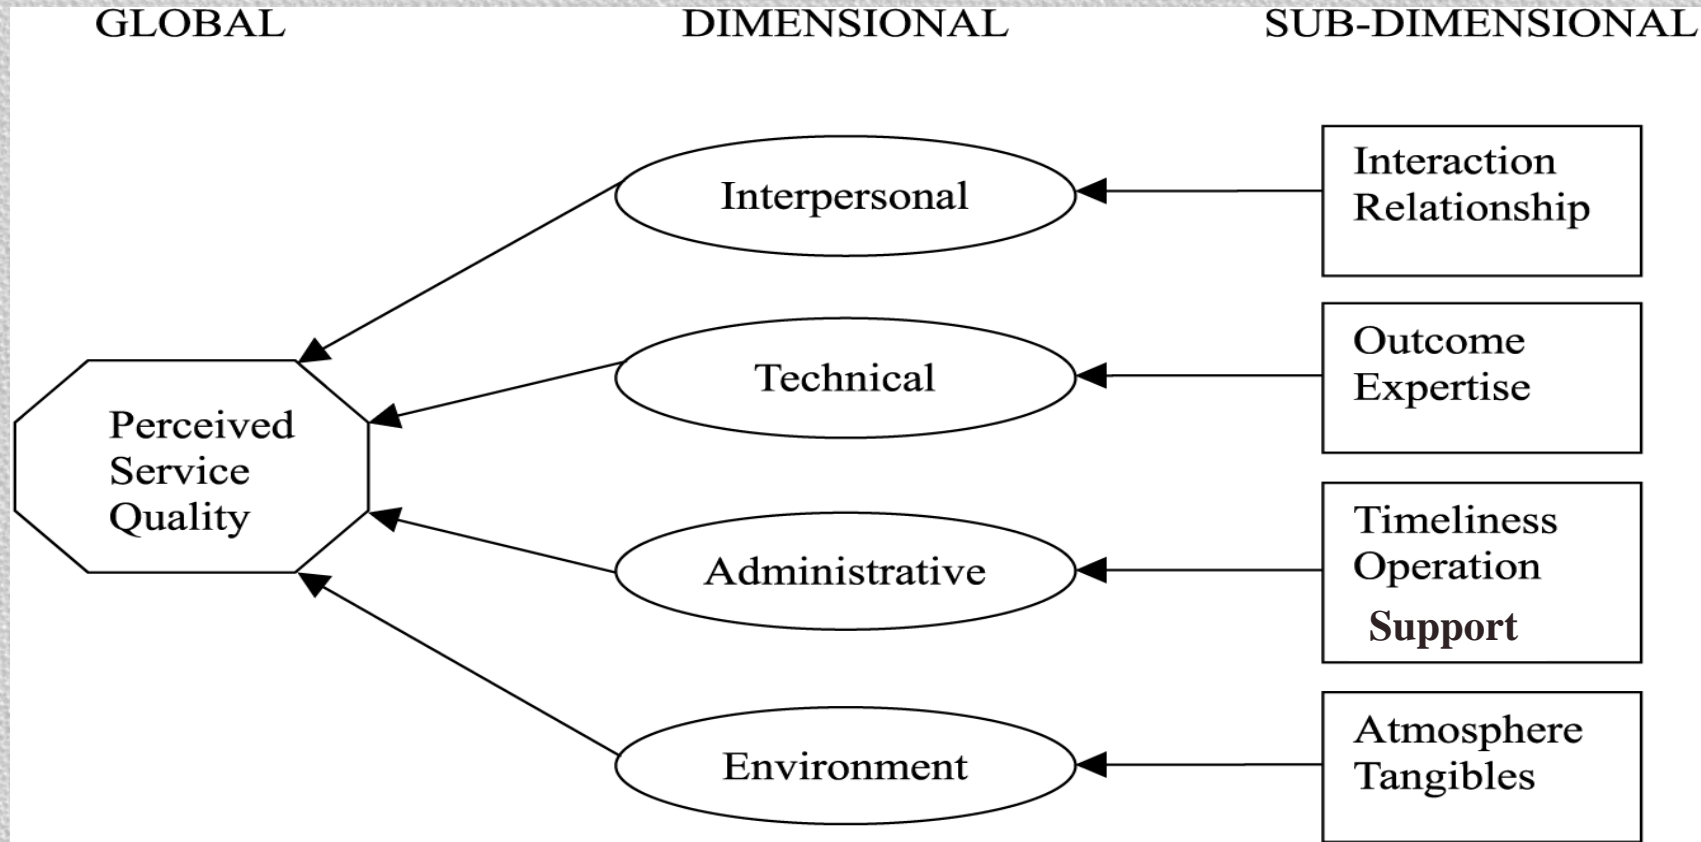 GLOBAL
DIMENSIONAL
SUB-DIMENSIONAL
Interpersonal
Interaction
Relationship
Technical
Outcome
Expertise
Perceived
Service
Quality
Administrative
Timeliness
Operation
Support
Environment
Atmosphere
Tangibles